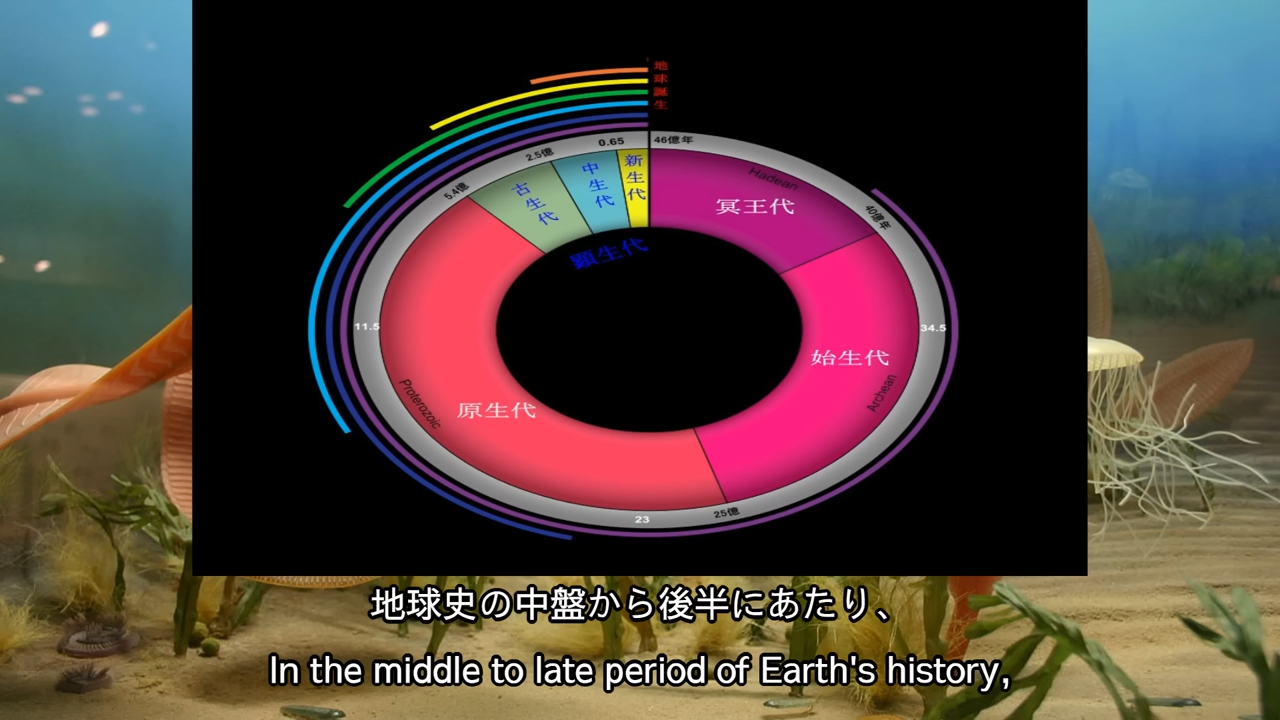 地球誕生
46億年
0.65
2.5億
5.4億
新生代
中生代
古生代
顕生代
Hadean
冥王代
40億年
34.5
始生代
Archean
11.5
原生代
Proterozoic
23
25億
地球史の中盤から後半にあたり、
In the middle to late period of Earth's history,